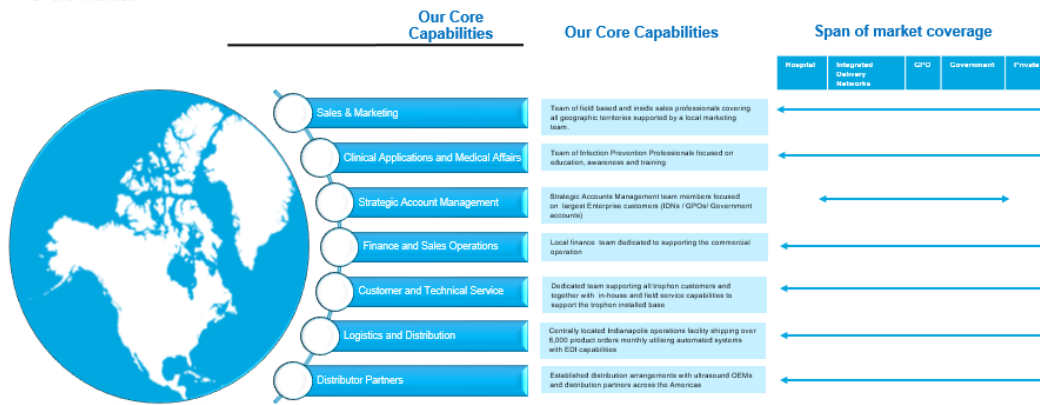 Our Core
Capabilities
Our Core Capabilities
Span of market coverage
Hospital
Integrated
Delivery
Networks
GPO
Government
Private
Sales & Marketing
Team of field based and inside sales professionals covering
all geographic territories supported by a local marketing
team.
Clinical Applications and Medical Affairs
Team of Infection Prevention Professionals focused on
education, awareness and training
Strategic Account Management
Strategic Accounts Management team members focused
on largest Enterprise customers (IDNs / GPOs/ Government
accounts)
Finance and Sales Operations
Local finance team dedicated to supporting the commercial
operation
Customer and Technical Service
Dedicated team supporting all trophon customers and
together with in-house and field service capabilities to
support the trophon installed base
Logistics and Distribution
Centrally located Indianapolis operations facility shipping over
6,000 product orders monthly utilising automated systems
with EDI capabilities
Distributor Partners
Established distribution arrangements with ultrasound OEMs
and distribution partners across the Americas